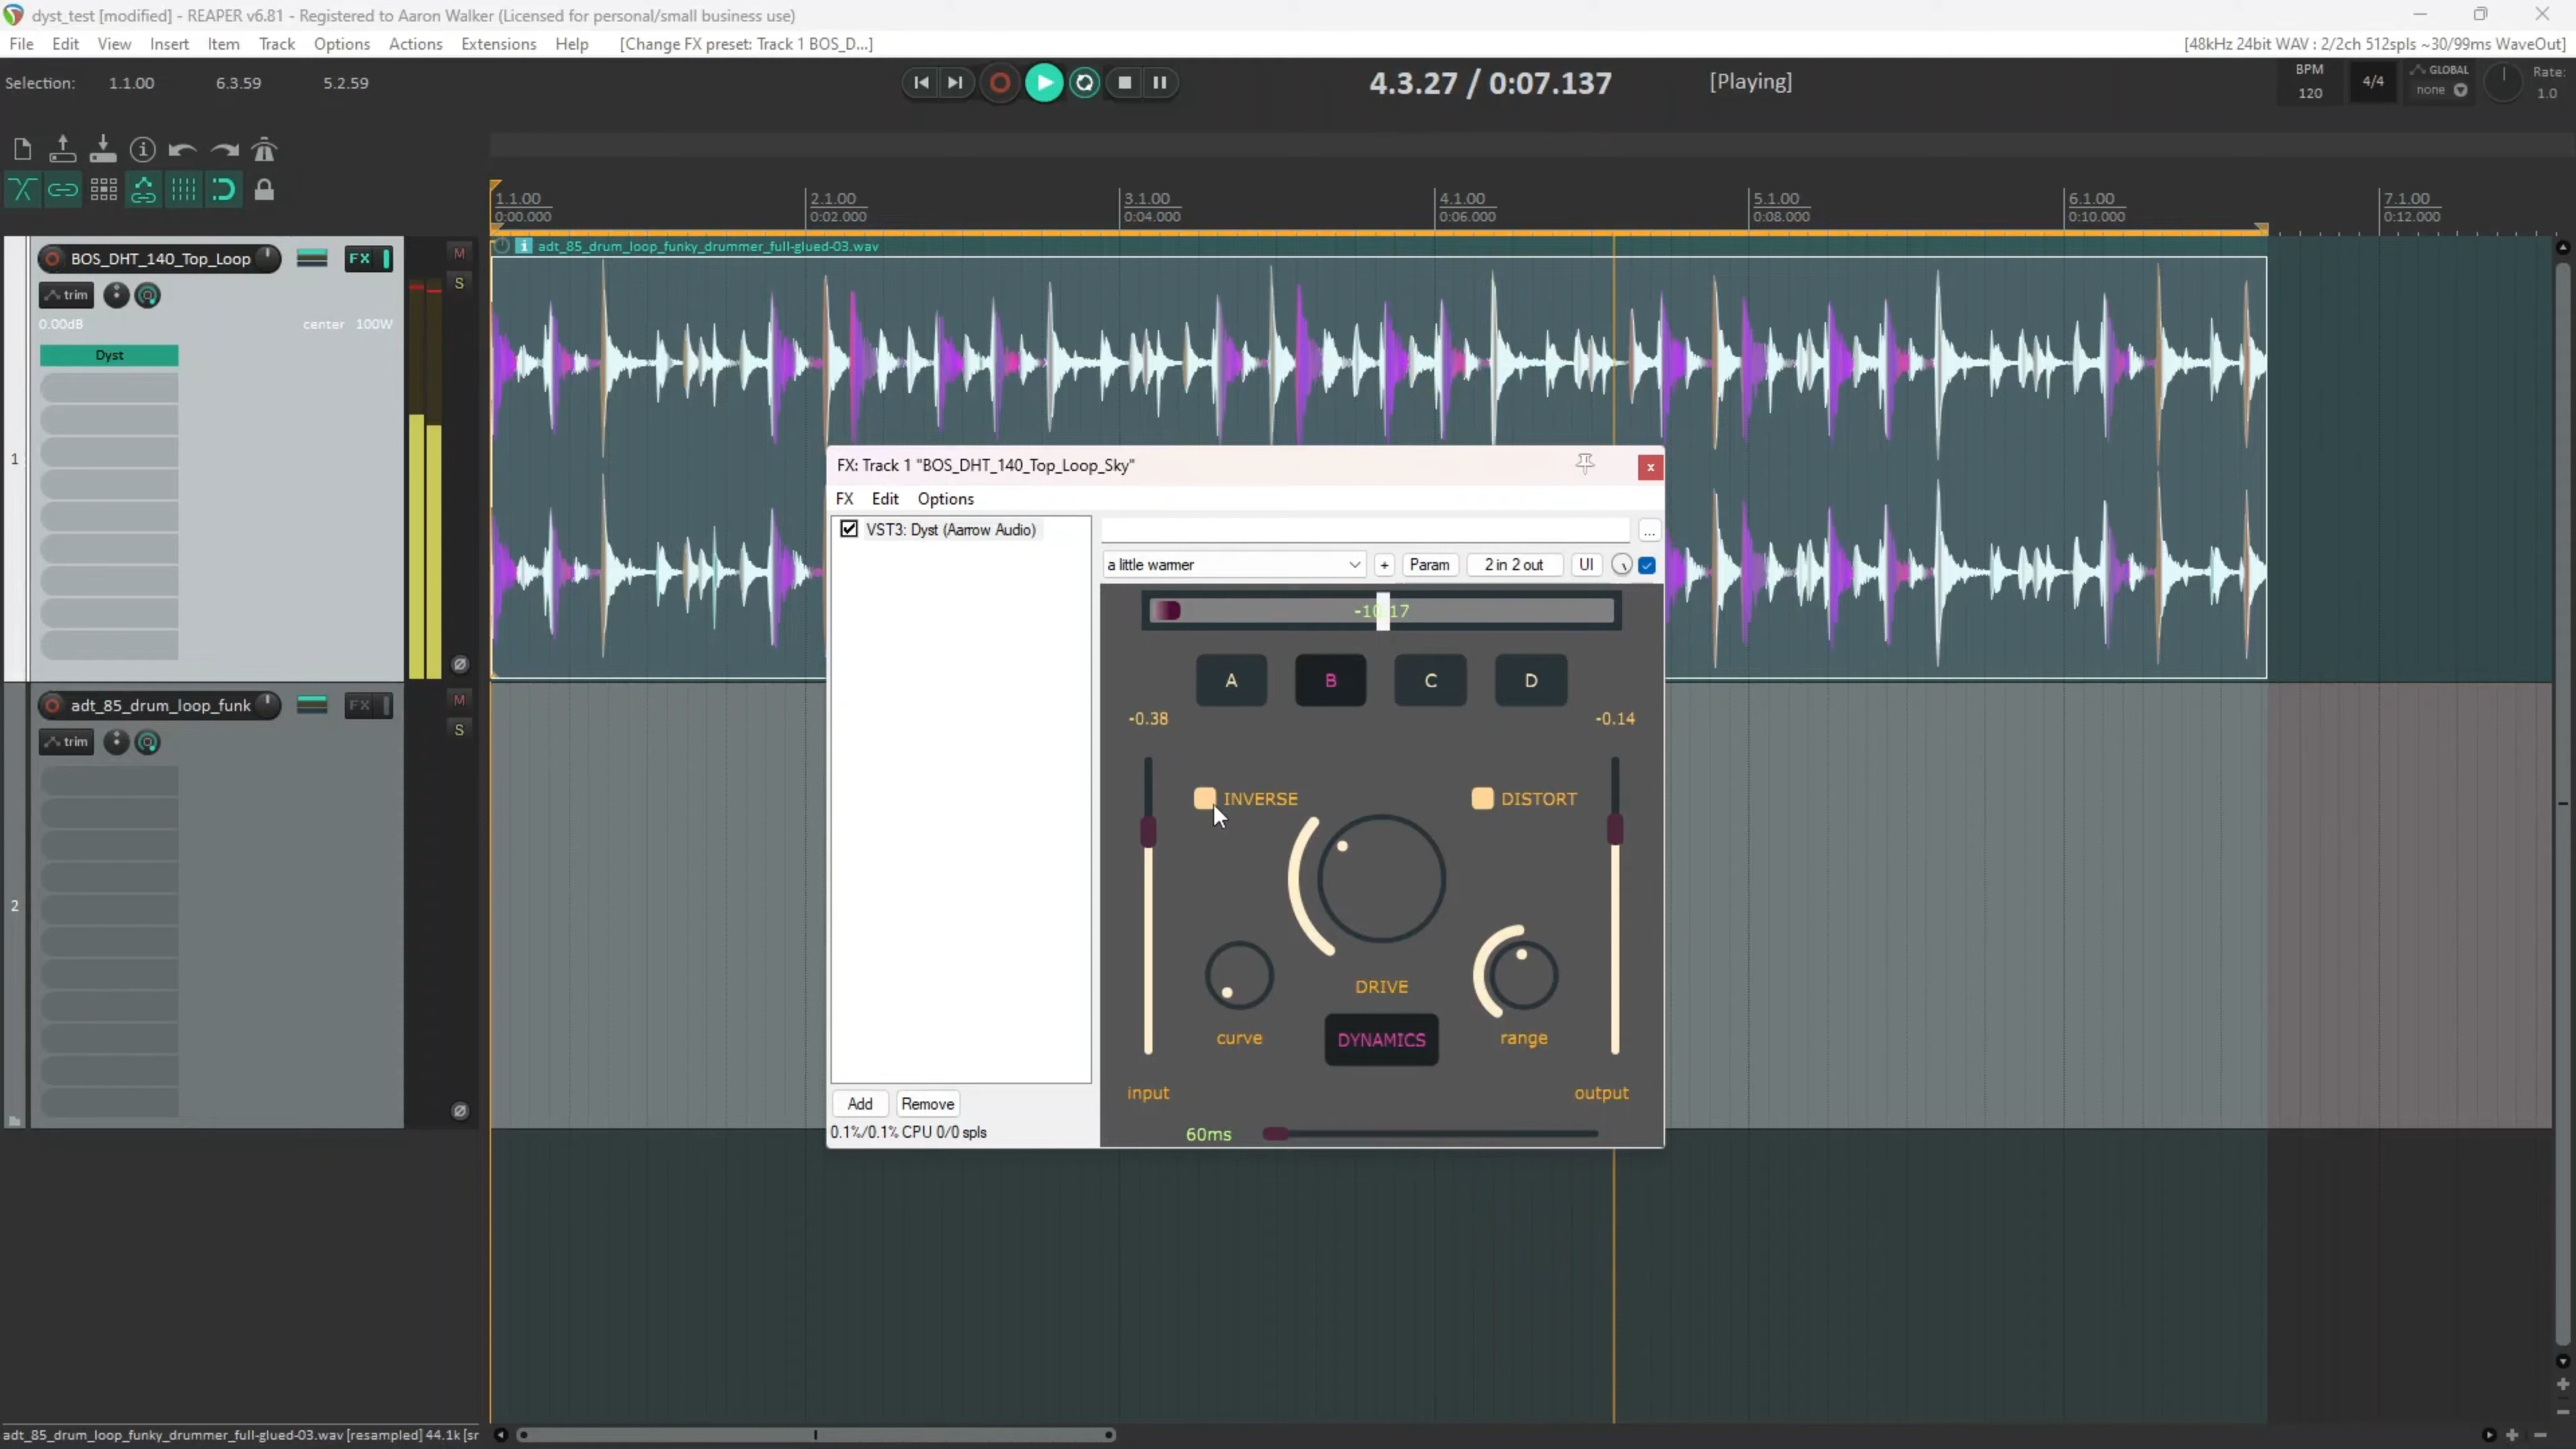 dyst_test [modified] - REAPER v6.81 - Registered to Aaron Walker (Licensed for personal/small business use)
File Edit View Insert Item Track Options Actions Extensions Help [Change FX preset: Track 1 BOS_D...] [48kHz 24bit WAV : 2/2ch 512spls ~30/99ms WaveOut]
Selection: 1.1.00 6.3.59 5.2.59 4.3.27 / 0:07.137 [Playing] BPM 120 4/4 GLOBAL none Rate: 1.0
1.1.00 2.1.00 3.1.00 4.1.00 5.1.00 6.1.00 7.1.00
0:00.000 0:02.000 0:04.000 0:06.000 0:08.000 0:10.000 0:12.000
adt_85_drum_loop_funky_drummer_full-glued-03.wav
BOS_DHT_140_Top_Loop FX M
S
trim
0.00dB center 100W
Dyst
1
FX: Track 1 "BOS_DHT_140_Top_Loop_Sky" x
FX Edit Options
VST3: Dyst (Aarrow Audio) ...
a little warmer + Param 2 in 2 out UI
A B C D
-0.38 -0.14
INVERSE DISTORT
DRIVE
curve DYNAMICS range
input output
60ms
Add Remove
0.1%/0.1% CPU 0/0 spls
adt_85_drum_loop_funk FX M
S
trim
2
adt_85_drum_loop_funky_drummer_full-glued-03.wav [resampled] 44.1k [sr